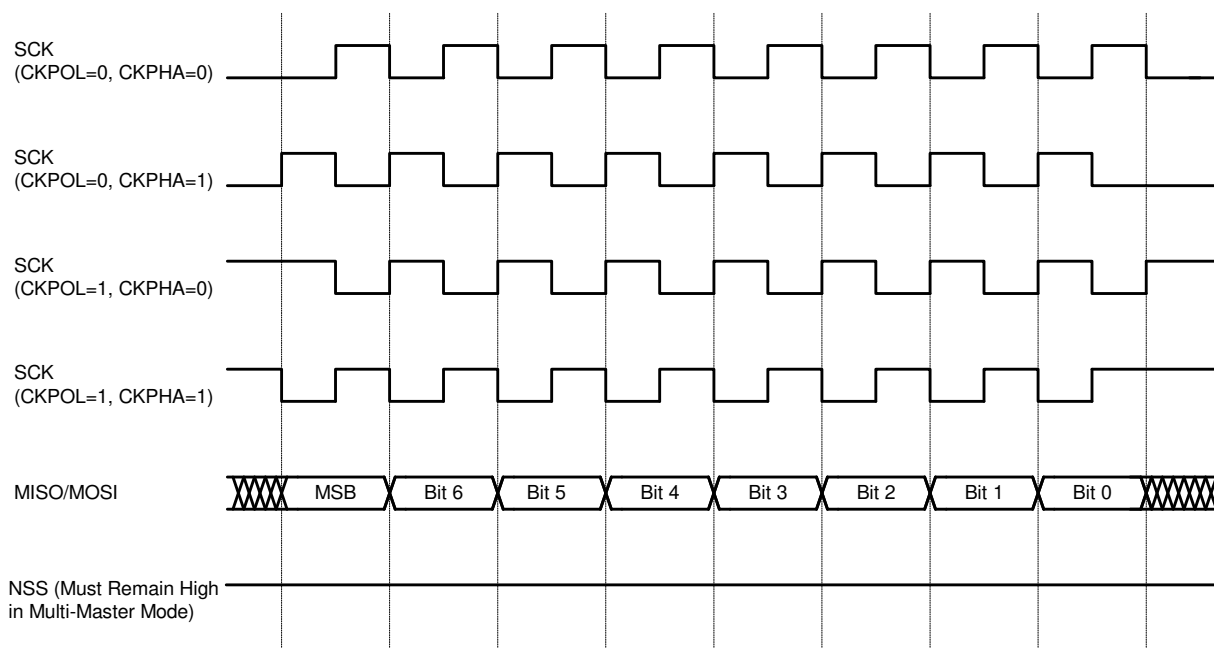 SCK
(CKPOL=0, CKPHA=0)
SCK
(CKPOL=0, CKPHA=1)
SCK
(CKPOL=1, CKPHA=0)
SCK
(CKPOL=1, CKPHA=1)
MISO/MOSI
MSB
Bit 6
Bit 5
Bit 4
Bit 3
Bit 2
Bit 1
Bit 0
NSS (Must Remain High
in Multi-Master Mode)